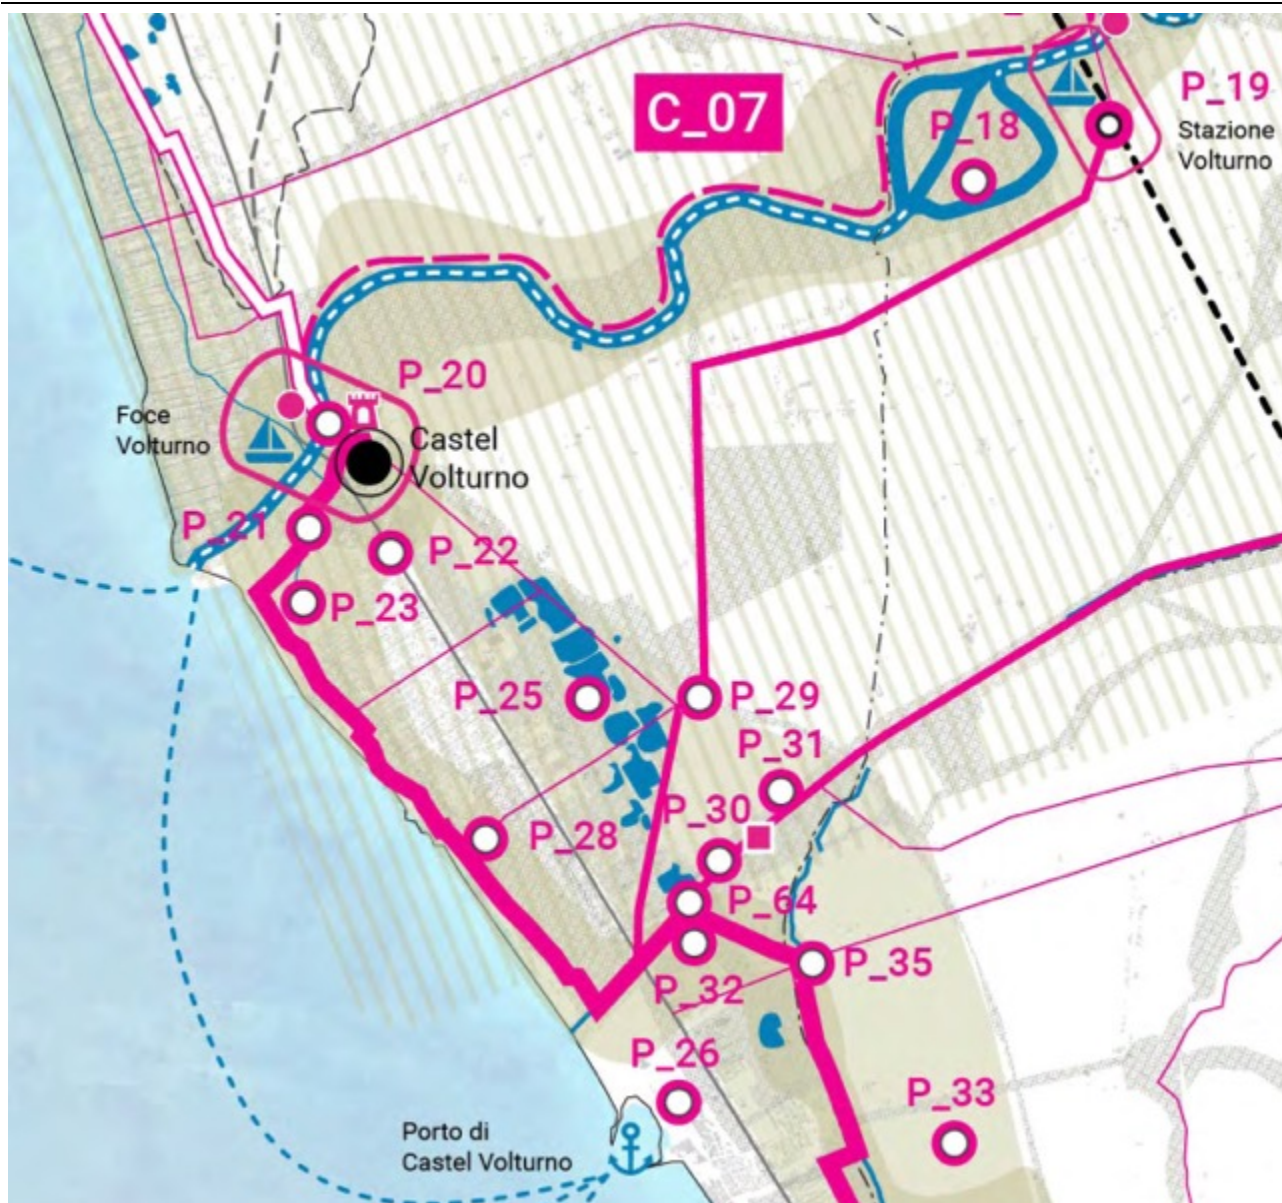 P_19
Stazione
Volturno
C_07
P_18
P_20
Foce
Volturno
Castel
Volturno
P_21
P_22
P_23
P_25
P_29
P_31
P_30
P_28
P_64
P_35
P_32
P_26
P_33
Porto di
Castel Volturno